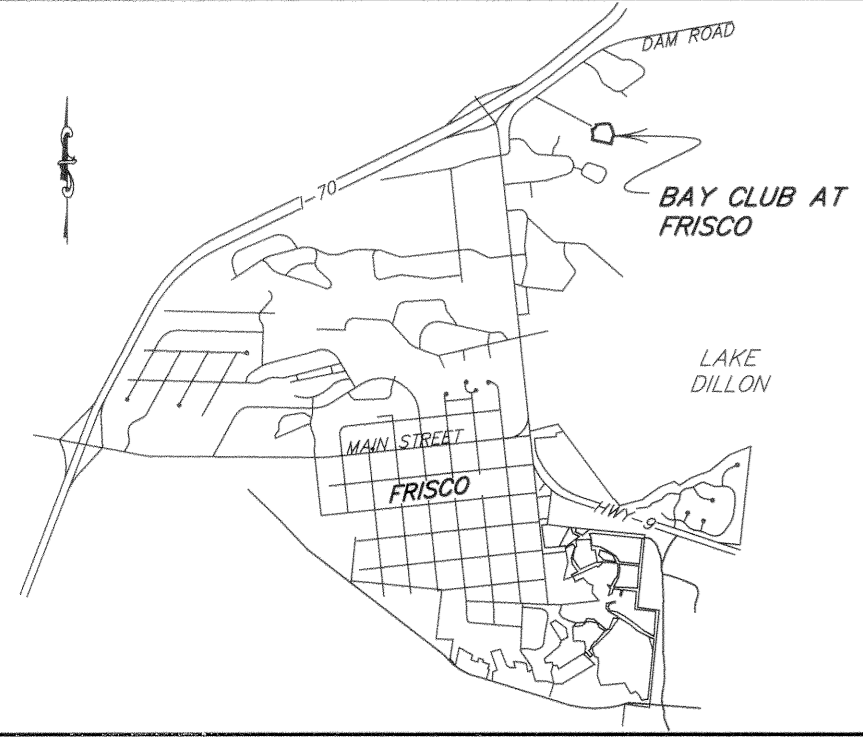 DAM ROAD
I-70
BAY CLUB AT
FRISCO
LAKE
DILLON
MAIN STREET
FRISCO
HWY-9